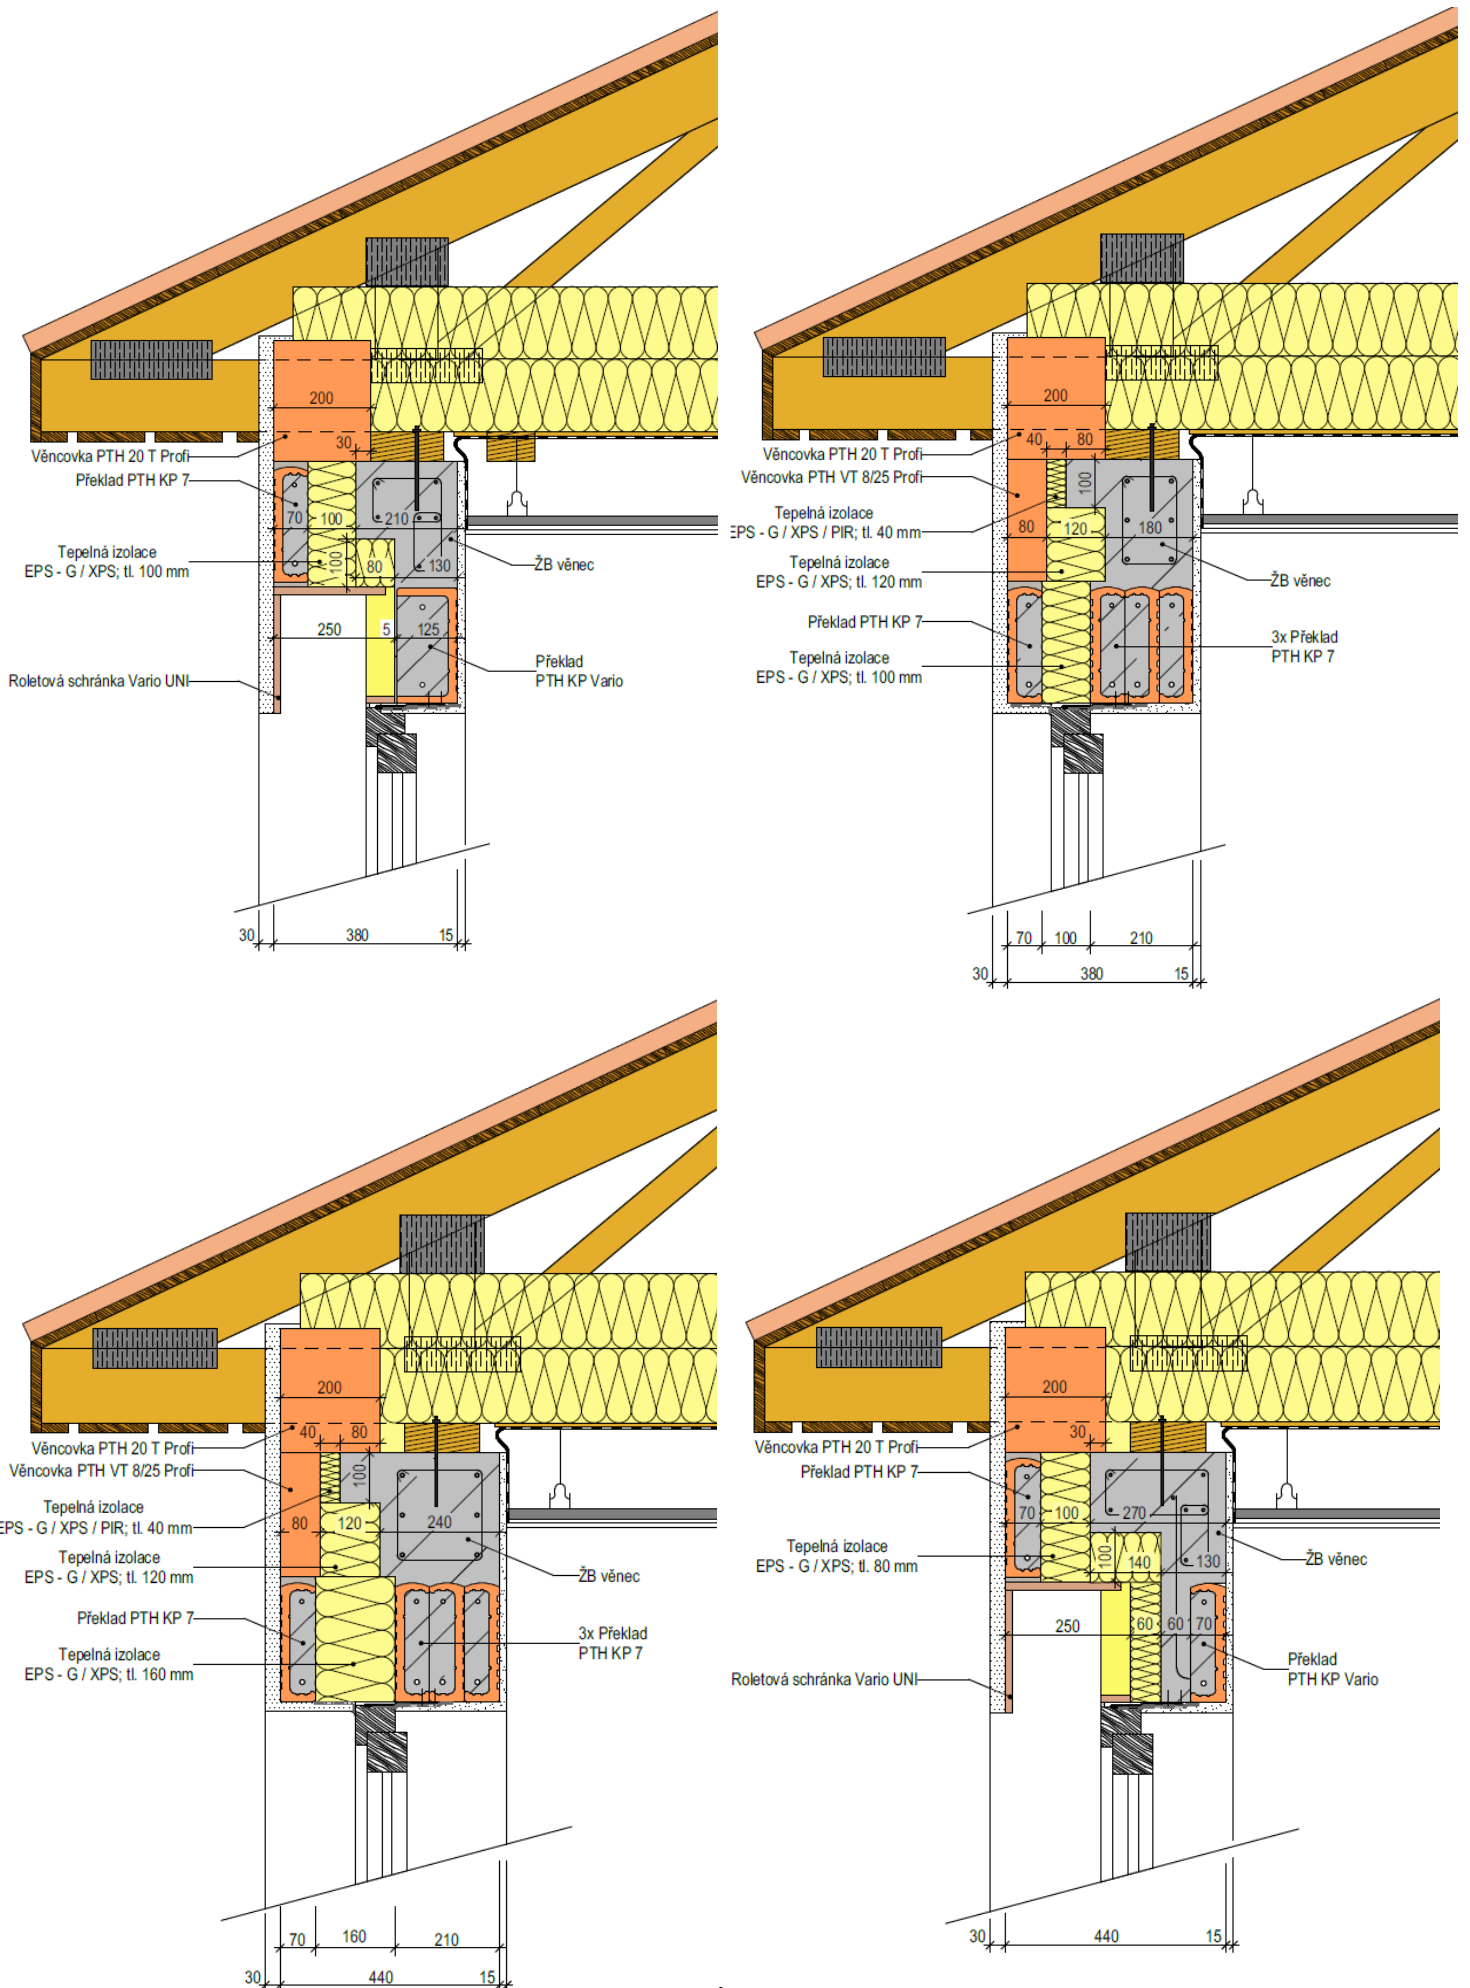 200
30
Věncovka PTH 20 T Profi
Překlad PTH KP 7
70
100
210
Tepelná izolace
EPS - G / XPS; tl. 100 mm
100
80
130
ŽB věnec
250
5
125
Překlad
PTH KP Vario
Roletová schránka Vario UNI
30
380
15
200
40
80
Věncovka PTH 20 T Profi
Věncovka PTH VT 8/25 Profi
100
Tepelná izolace
EPS - G / XPS / PIR; tl. 40 mm
80
120
180
Tepelná izolace
EPS - G / XPS; tl. 120 mm
ŽB věnec
Překlad PTH KP 7
3x Překlad
PTH KP 7
Tepelná izolace
EPS - G / XPS; tl. 100 mm
70
100
210
30
380
15
200
40
80
Věncovka PTH 20 T Profi
Věncovka PTH VT 8/25 Profi
100
Tepelná izolace
EPS - G / XPS / PIR; tl. 40 mm
80
120
240
Tepelná izolace
EPS - G / XPS; tl. 120 mm
ŽB věnec
Překlad PTH KP 7
3x Překlad
PTH KP 7
Tepelná izolace
EPS - G / XPS; tl. 160 mm
70
160
210
30
440
15
200
30
Věncovka PTH 20 T Profi
Překlad PTH KP 7
70
100
270
Tepelná izolace
EPS - G / XPS; tl. 80 mm
100
140
130
ŽB věnec
250
60
60
70
Překlad
PTH KP Vario
Roletová schránka Vario UNI
30
440
15